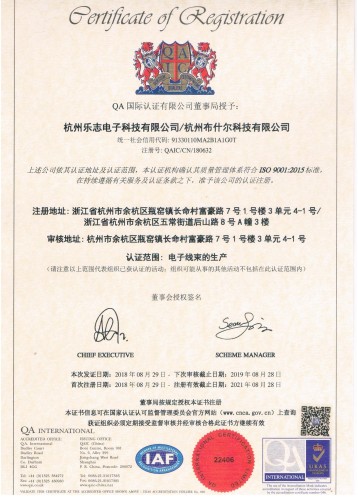 Certificate of Registration
QA 国际认证有限公司董事局授予:
杭州乐志电子科技有限公司/杭州布什尔科技有限公司
统一社会信用代码: 91330110MA2B1A1G0T
注册号: QAIC/CN/180632
上述公司依其认证地址及认证范围，本认证机构确认其质量管理体系符合 ISO 9001:2015 标准。
在持续遵循有关服务及认证条款之下，准予该公司的认证注册。
注册地址: 浙江省杭州市余杭区瓶窑镇长命村富豪路 7 号 1 号楼 3 单元 4-1 号/
浙江省杭州市余杭区五常街道后山路 8 号 A 幢 3 楼
审核地址: 杭州市余杭区瓶窑镇长命村富豪路 7 号 1 号楼 3 单元 4-1 号
认证范围: 电子线束的生产
(请注意以上范围代表组织已获认证的活动; 组织可能从事的其他活动不包括在此认证范围内)
董事会授权签名
CHIEF EXECUTIVE
SCHEME MANAGER
本次发证日期: 2018 年 08 月 29 日 - 下次审核截止日期: 2019 年 08 月 28 日
首次注册日期: 2018 年 08 月 29 日 - 注册有效截止日期: 2021 年 08 月 28 日
董事局按规定授权本证书注册
本证书信息可在国家认证认可监督管理委员会官方网站 (www.cnca.gov.cn) 上查询
获证组织必须定期接受监督审核并经审核合格此证书方继续有效
QA INTERNATIONAL
IAF
22406
QA
INTERNATIONAL
UKAS